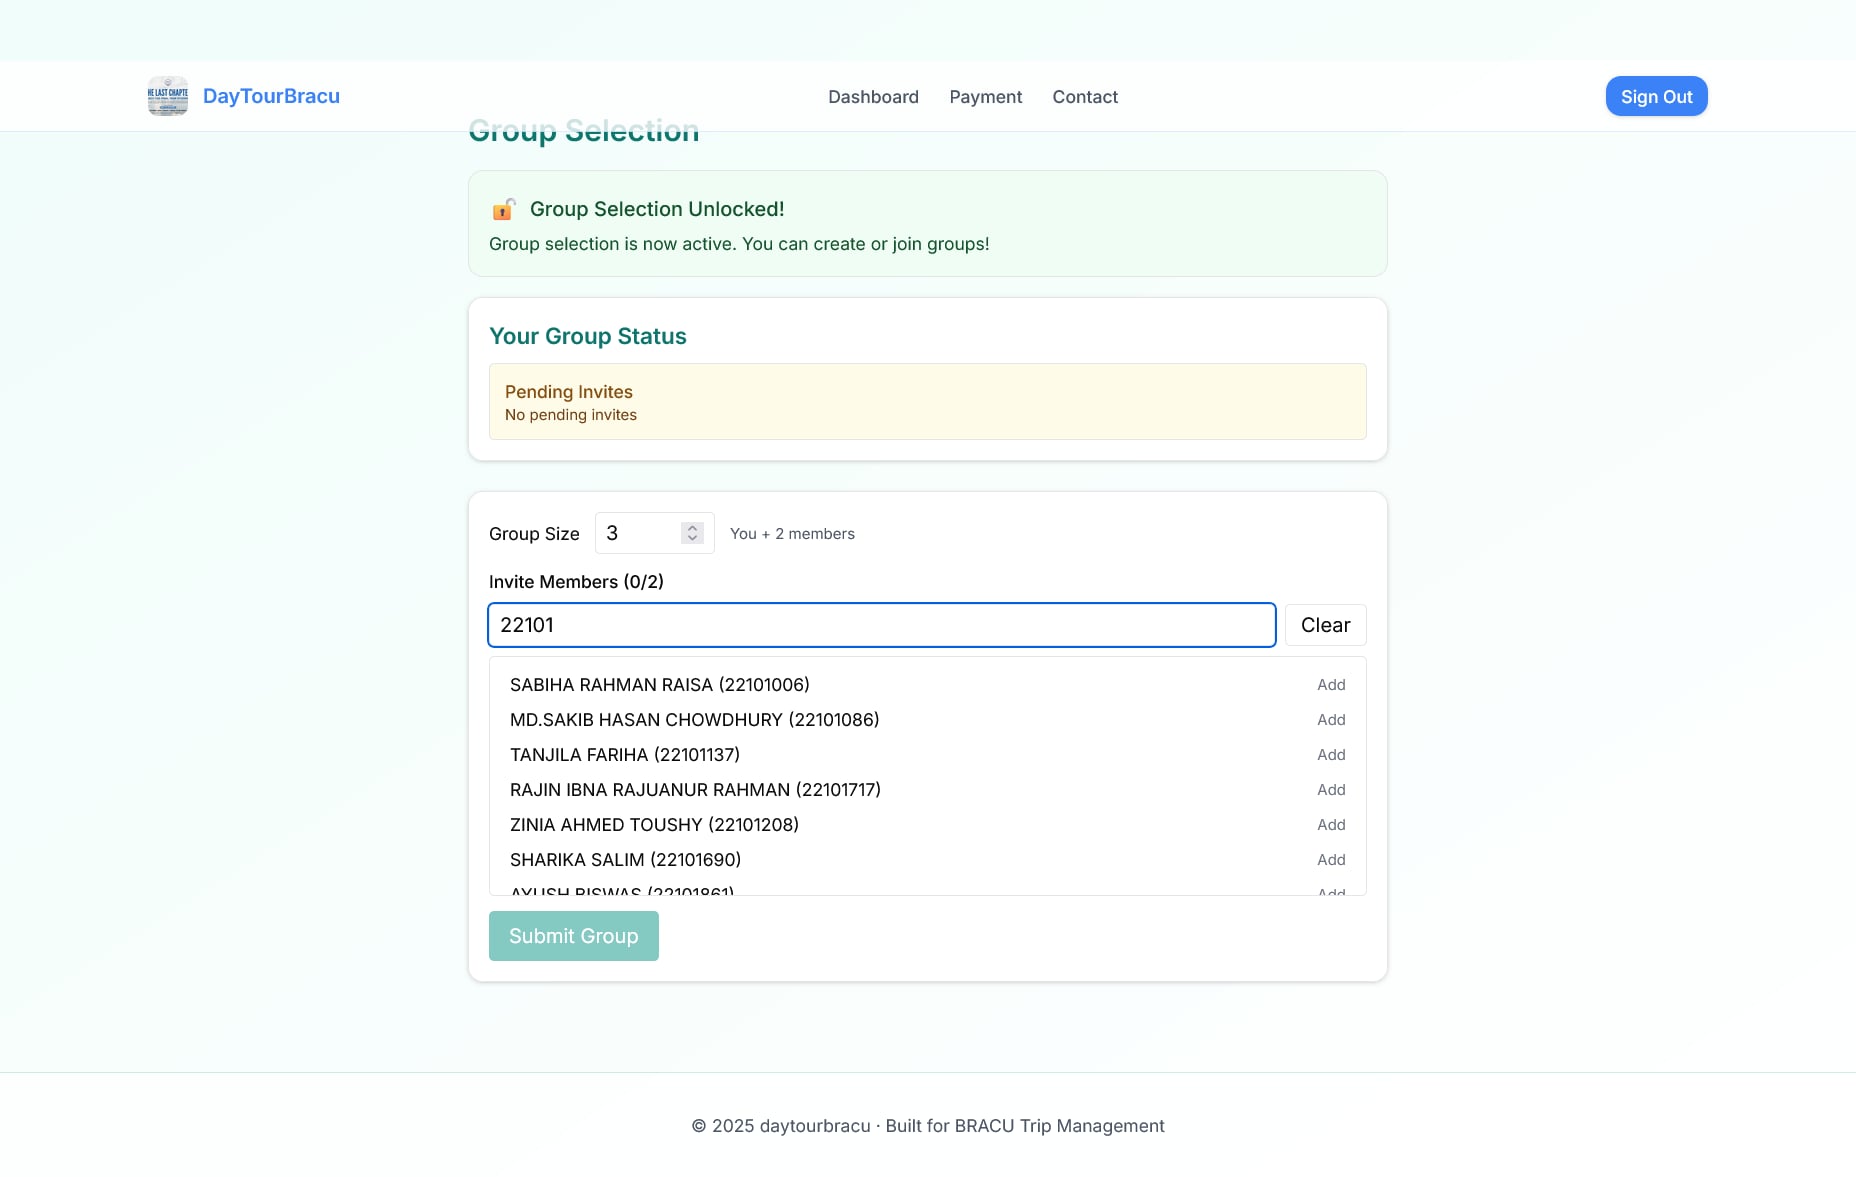 HE LAST CHAPTE
DayTourBracu
Dashboard
Payment
Contact
Sign Out
Group Selection
Group Selection Unlocked!
Group selection is now active. You can create or join groups!
Your Group Status
Pending Invites
No pending invites
Group Size
3
You + 2 members
Invite Members (0/2)
22101
Clear
SABIHA RAHMAN RAISA (22101006)
Add
MD.SAKIB HASAN CHOWDHURY (22101086)
Add
TANJILA FARIHA (22101137)
Add
RAJIN IBNA RAJUANUR RAHMAN (22101717)
Add
ZINIA AHMED TOUSHY (22101208)
Add
SHARIKA SALIM (22101690)
Add
AYUSH BISWAS (22101861)
Add
Submit Group
© 2025 daytourbracu · Built for BRACU Trip Management